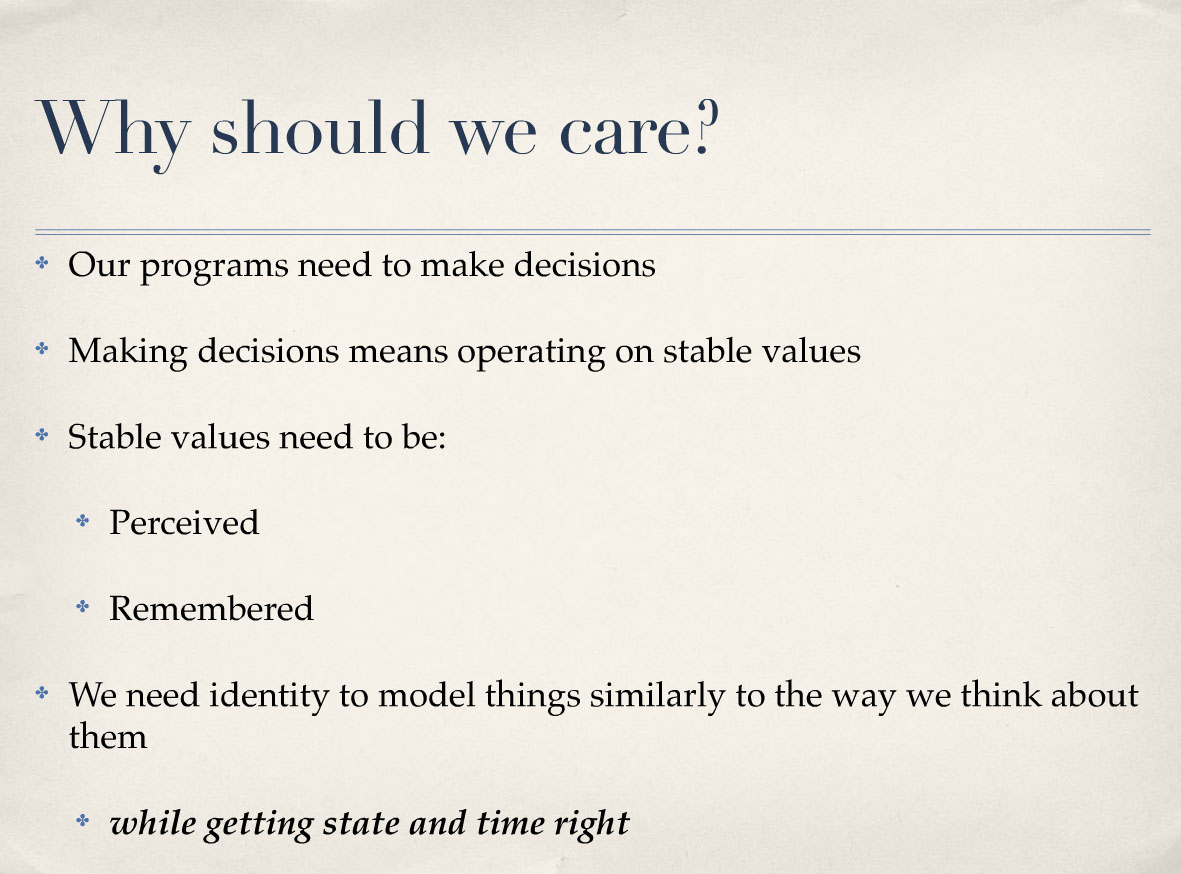 Why should we care?
Our programs need to make decisions
Making decisions means operating on stable values
Stable values need to be:
Perceived
Remembered
We need identity to model things similarly to the way we think about
them
while getting state and time right